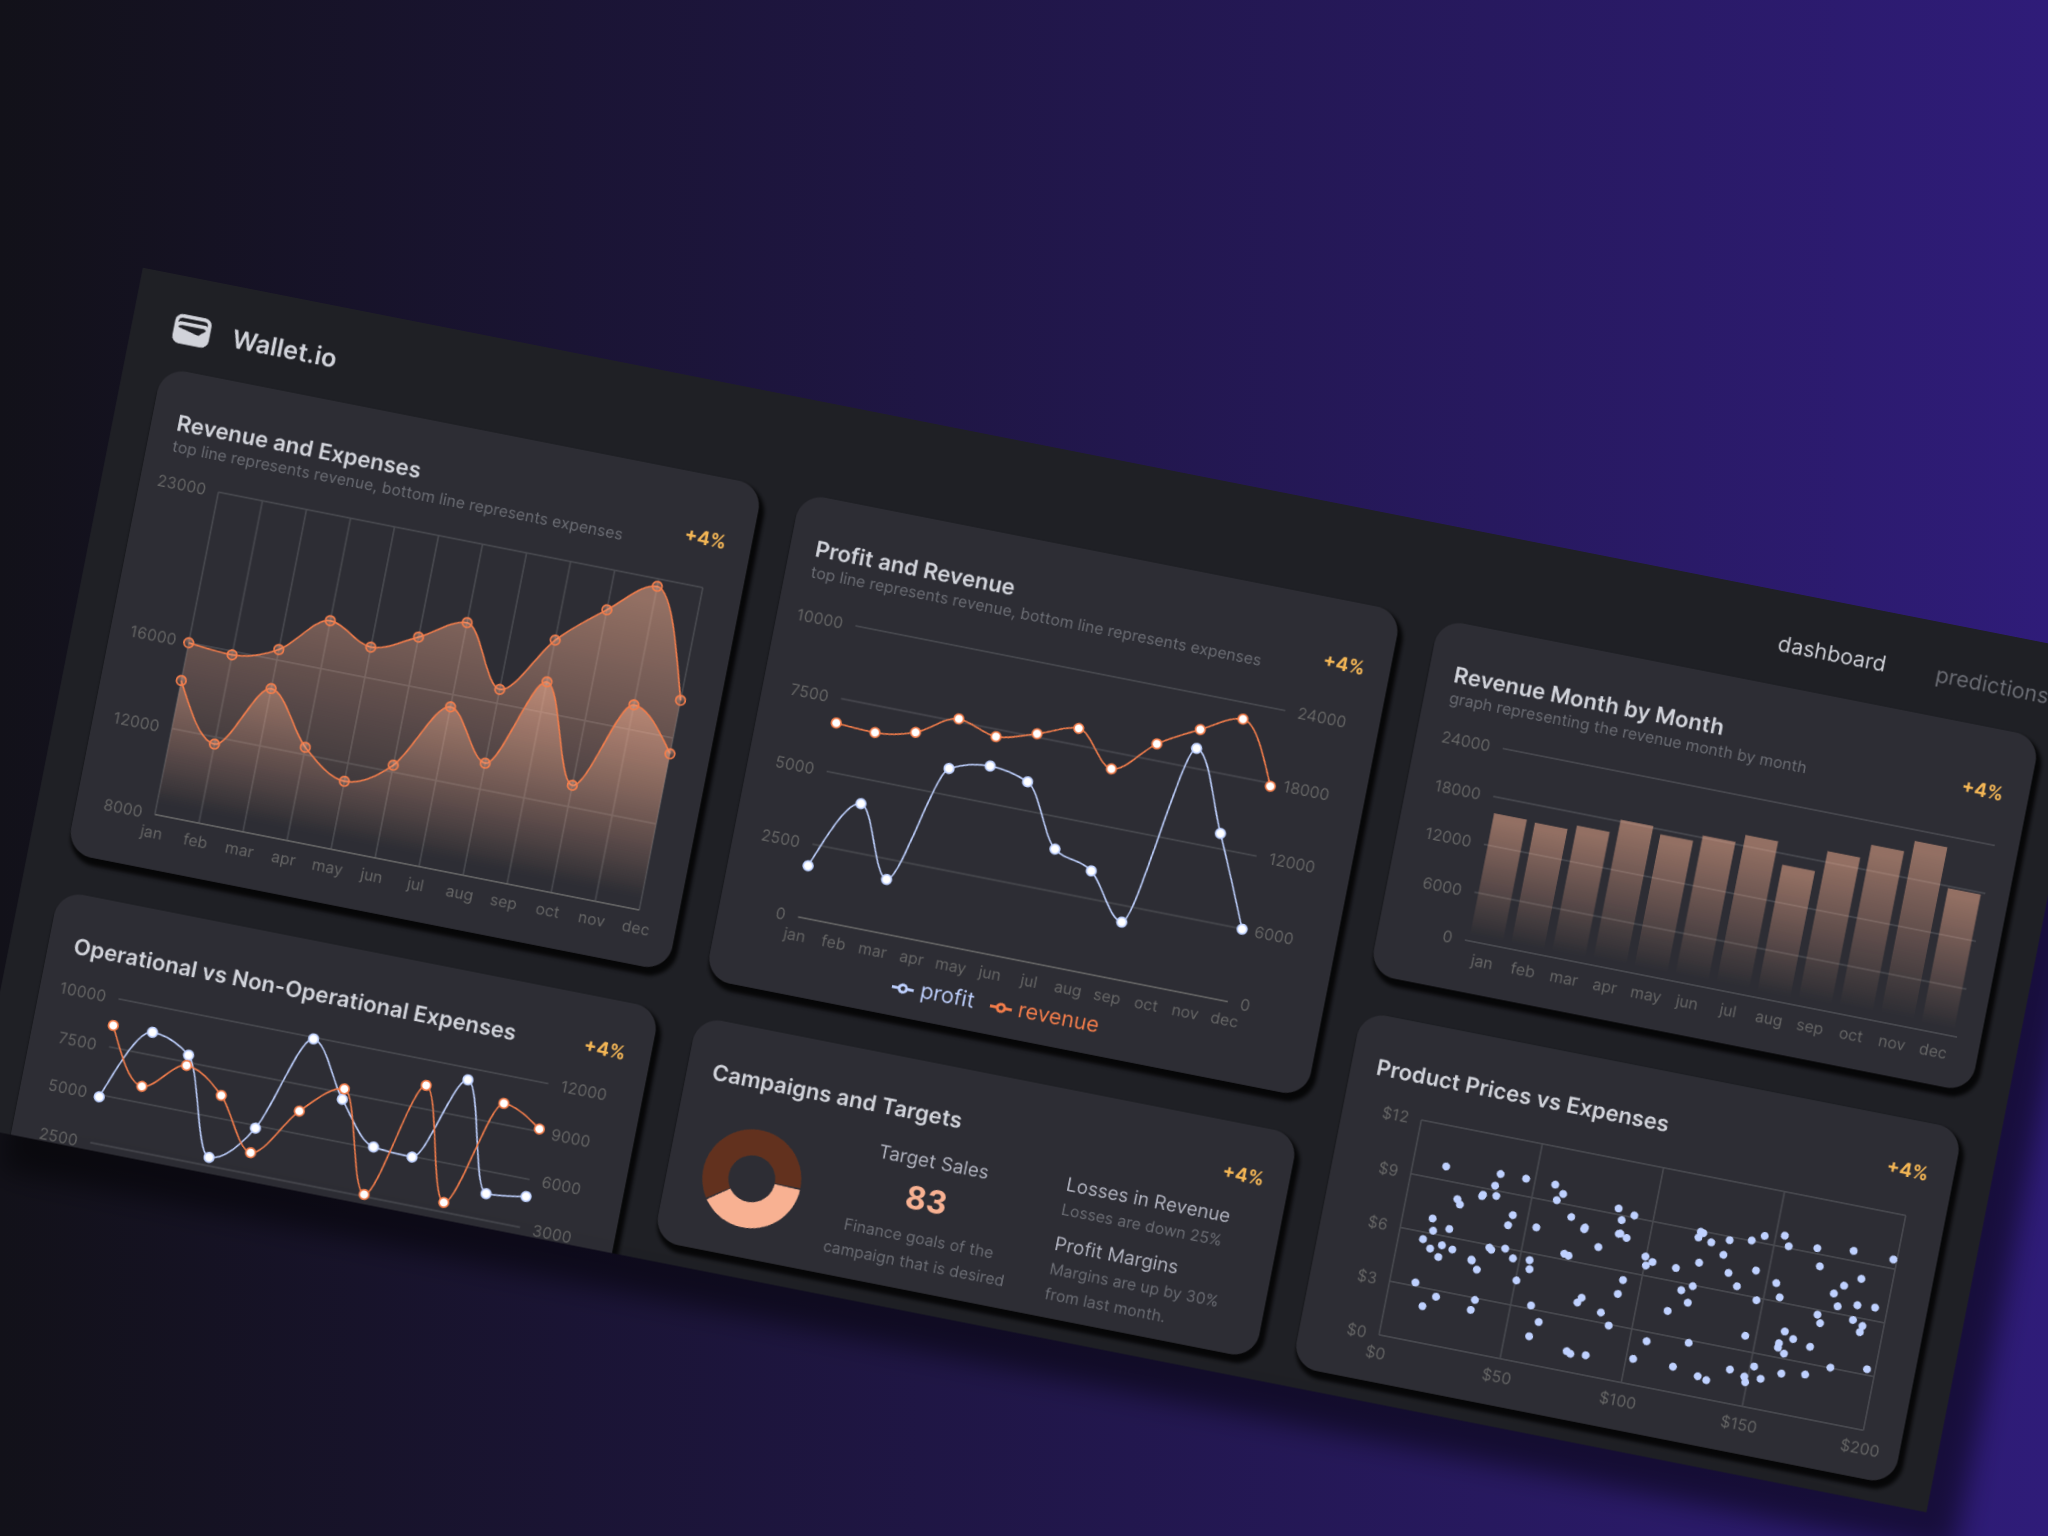 Wallet.io
dashboard
predictions
Revenue and Expenses
top line represents revenue, bottom line represents expenses
+4%
23000
16000
12000
8000
jan feb mar apr may jun jul aug sep oct nov dec
Profit and Revenue
top line represents revenue, bottom line represents expenses
+4%
10000
7500
5000
2500
0
24000
18000
12000
6000
0
jan feb mar apr may jun jul aug sep oct nov dec
profit revenue
Revenue Month by Month
graph representing the revenue month by month
+4%
24000
18000
12000
6000
0
jan feb mar apr may jun jul aug sep oct nov dec
Operational vs Non-Operational Expenses
+4%
10000
7500
5000
2500
12000
9000
6000
3000
Campaigns and Targets
+4%
Target Sales
83
Finance goals of the
campaign that is desired
Losses in Revenue
Losses are down 25%
Profit Margins
Margins are up by 30%
from last month.
Product Prices vs Expenses
+4%
$12
$9
$6
$3
$0
$0 $50 $100 $150 $200